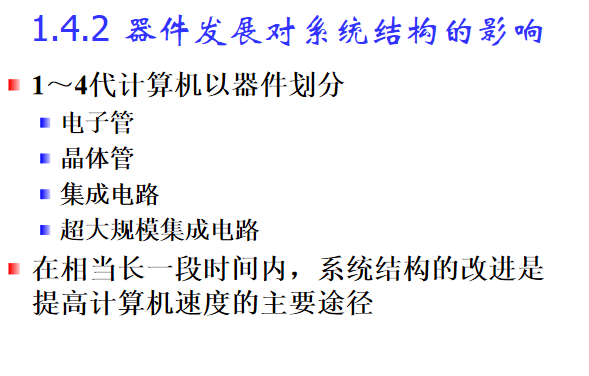 1.4.2 器件发展对系统结构的影响
1～4代计算机以器件划分
电子管
晶体管
集成电路
超大规模集成电路
在相当长一段时间内，系统结构的改进是
提高计算机速度的主要途径